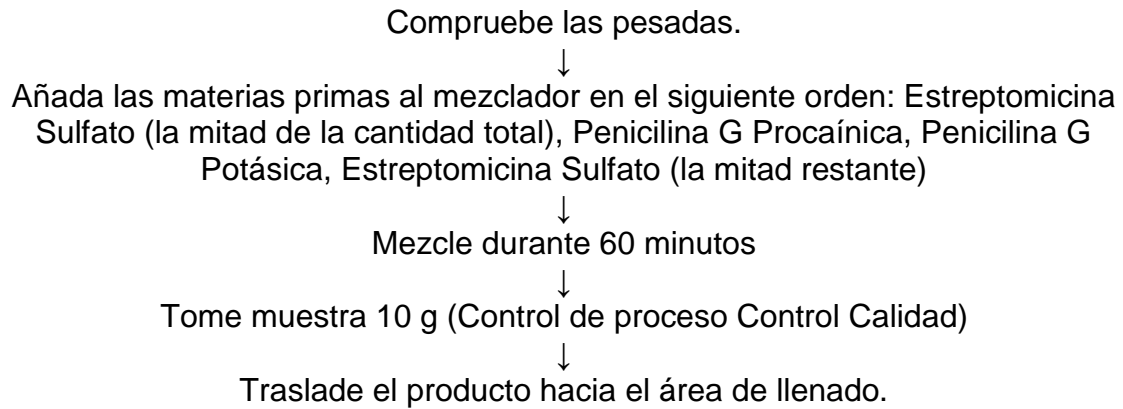 Compruebe las pesadas.
↓
Añada las materias primas al mezclador en el siguiente orden: Estreptomicina
Sulfato (la mitad de la cantidad total), Penicilina G Procaínica, Penicilina G
Potásica, Estreptomicina Sulfato (la mitad restante)
↓
Mezcle durante 60 minutos
↓
Tome muestra 10 g (Control de proceso Control Calidad)
↓
Traslade el producto hacia el área de llenado.